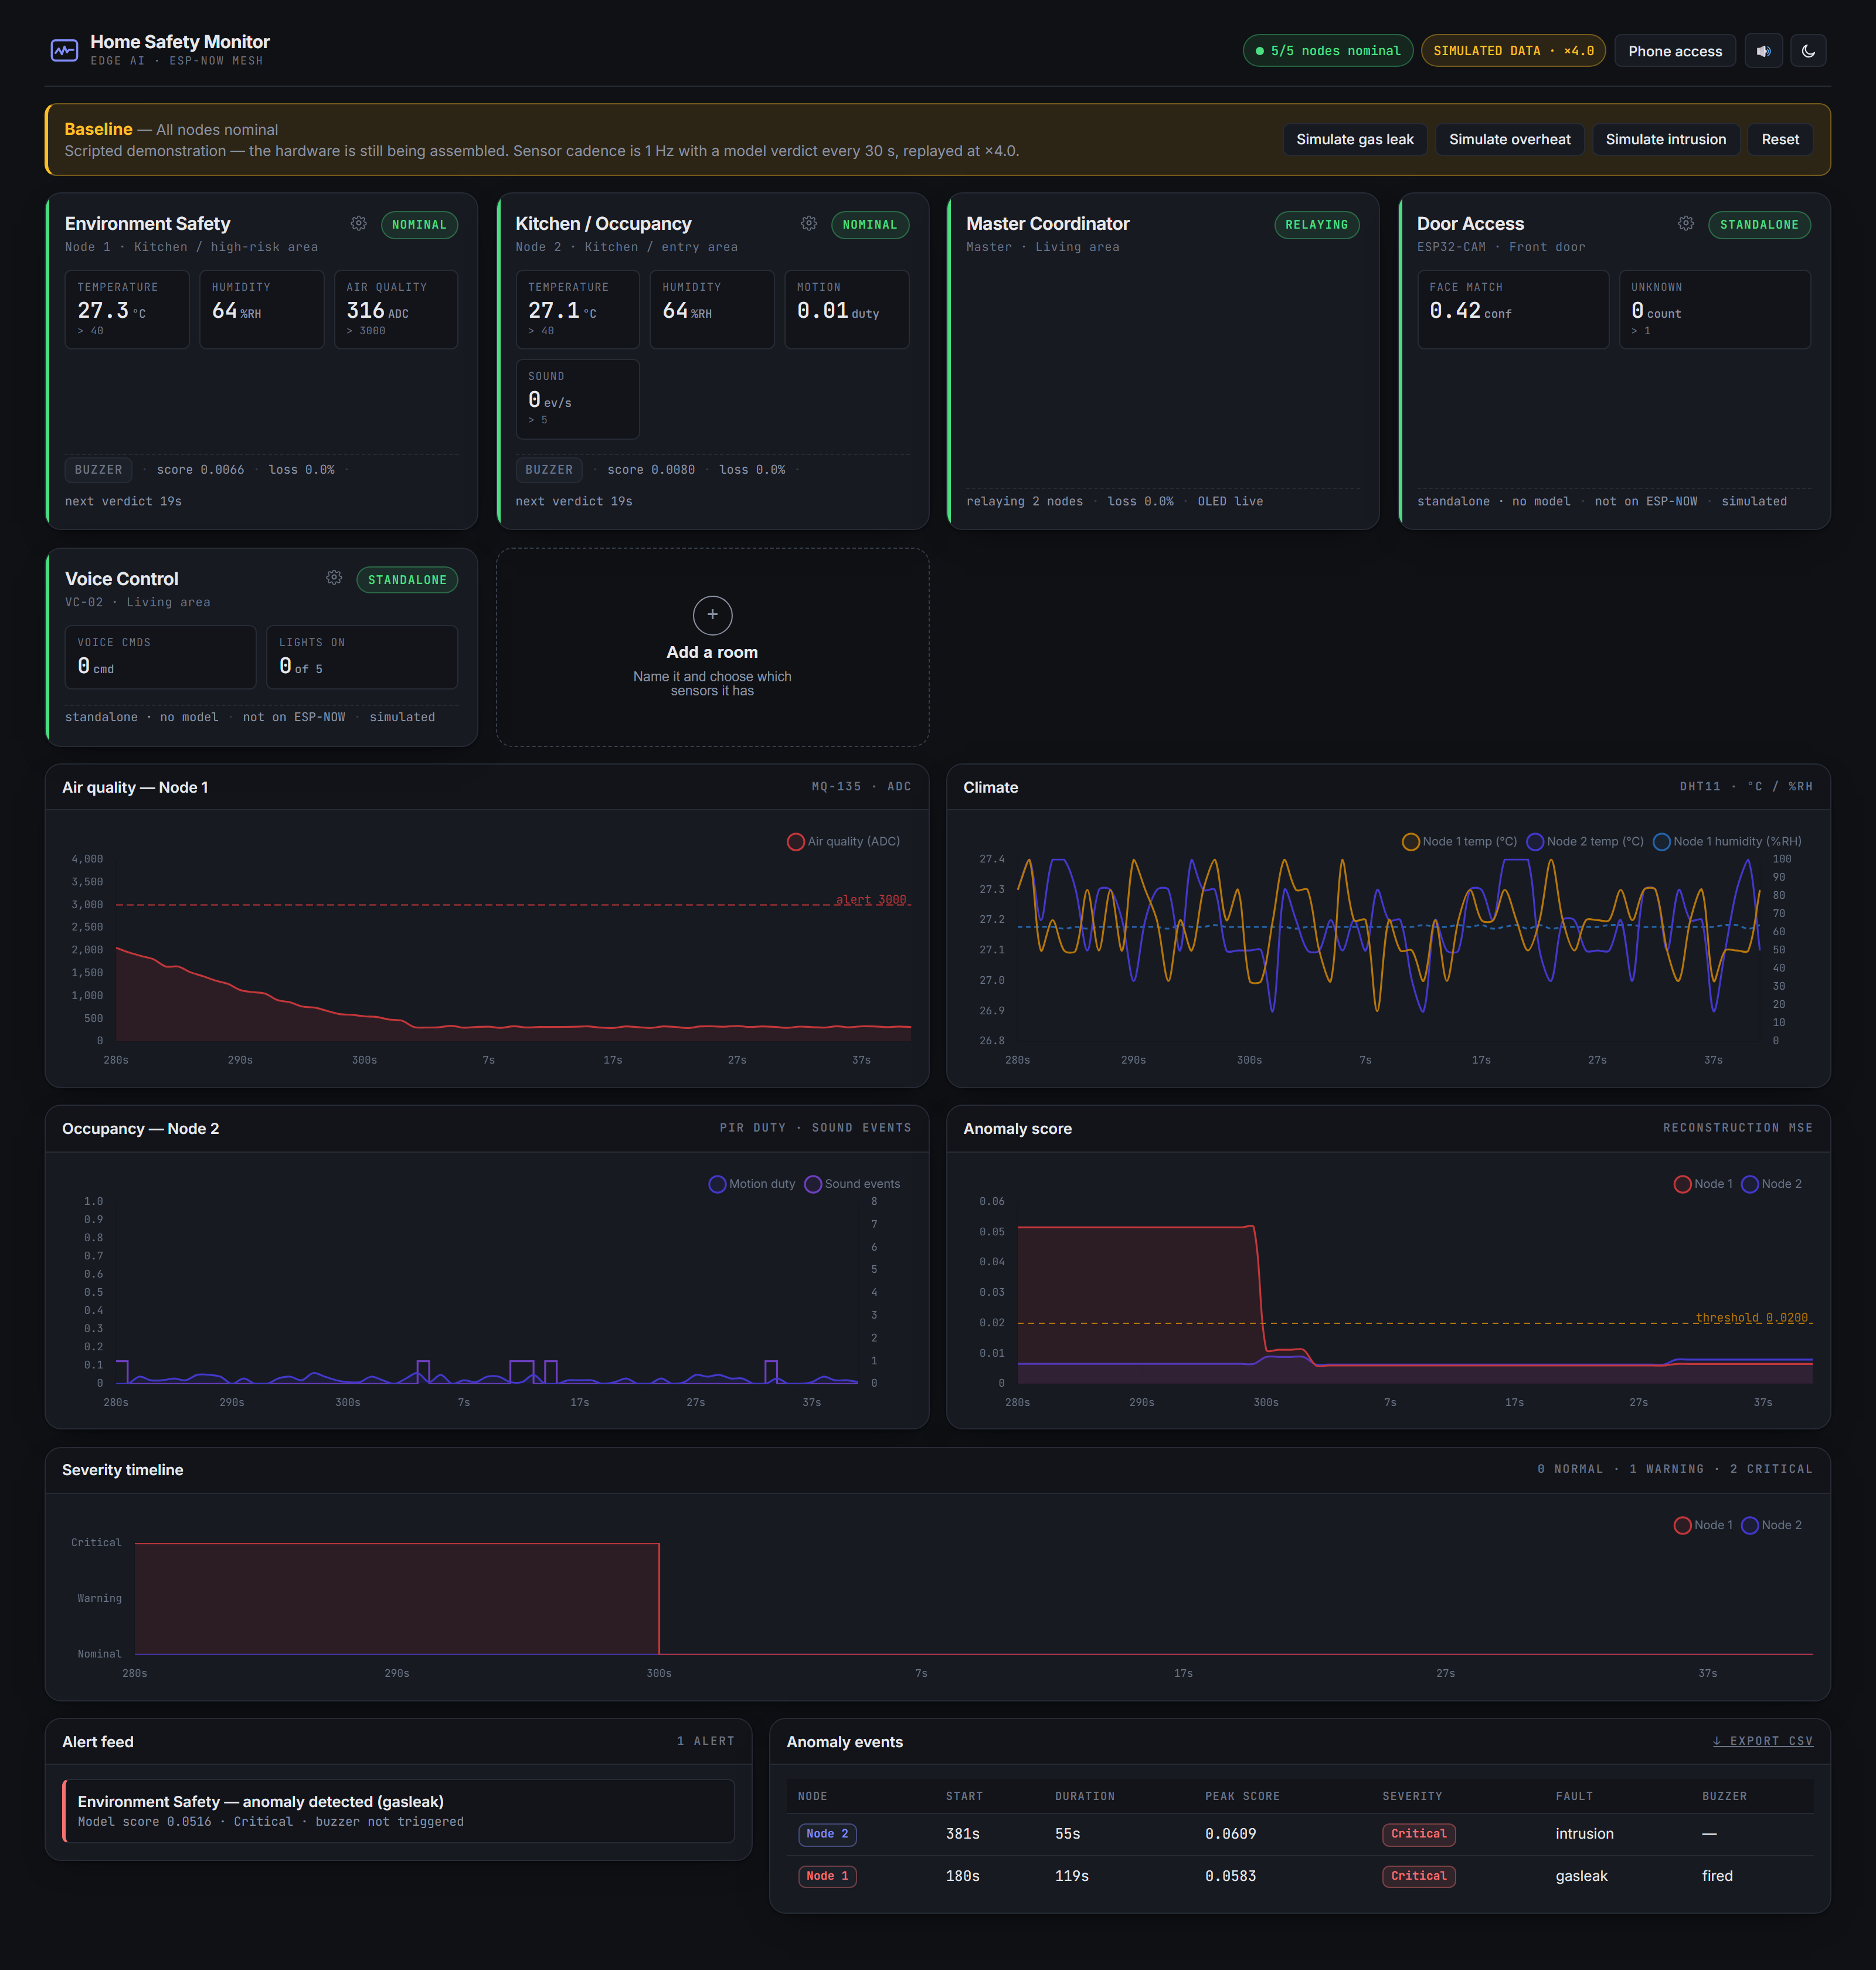 Home Safety Monitor
EDGE AI · ESP-NOW MESH
5/5 nodes nominal
SIMULATED DATA · ×4.0
Phone access
Baseline — All nodes nominal
Scripted demonstration — the hardware is still being assembled. Sensor cadence is 1 Hz with a model verdict every 30 s, replayed at ×4.0.
Simulate gas leak
Simulate overheat
Simulate intrusion
Reset
Environment Safety
NOMINAL
Node 1 · Kitchen / high-risk area
TEMPERATURE
27.3 °C
> 40
HUMIDITY
64 %RH
AIR QUALITY
316 ADC
> 3000
BUZZER · score 0.0066 · loss 0.0% ·
next verdict 19s
Kitchen / Occupancy
NOMINAL
Node 2 · Kitchen / entry area
TEMPERATURE
27.1 °C
> 40
HUMIDITY
64 %RH
MOTION
0.01 duty
SOUND
0 ev/s
> 5
BUZZER · score 0.0080 · loss 0.0% ·
next verdict 19s
Master Coordinator
RELAYING
Master · Living area
relaying 2 nodes · loss 0.0% · OLED live
Door Access
STANDALONE
ESP32-CAM · Front door
FACE MATCH
0.42 conf
UNKNOWN
0 count
> 1
standalone · no model · not on ESP-NOW · simulated
Voice Control
STANDALONE
VC-02 · Living area
VOICE CMDS
0 cmd
LIGHTS ON
0 of 5
standalone · no model · not on ESP-NOW · simulated
+
Add a room
Name it and choose which
sensors it has
Air quality — Node 1
MQ-135 · ADC
Air quality (ADC)
4,000
3,500
3,000
2,500
2,000
1,500
1,000
500
0
alert 3000
280s 290s 300s 7s 17s 27s 37s
Climate
DHT11 · °C / %RH
Node 1 temp (°C) Node 2 temp (°C) Node 1 humidity (%RH)
27.4
27.3
27.2
27.1
27.0
26.9
26.8
100
90
80
70
60
50
40
30
20
10
0
280s 290s 300s 7s 17s 27s 37s
Occupancy — Node 2
PIR DUTY · SOUND EVENTS
Motion duty Sound events
1.0
0.9
0.8
0.7
0.6
0.5
0.4
0.3
0.2
0.1
0
8
7
6
5
4
3
2
1
0
280s 290s 300s 7s 17s 27s 37s
Anomaly score
RECONSTRUCTION MSE
Node 1 Node 2
0.06
0.05
0.04
0.03
0.02
0.01
0
threshold 0.0200
280s 290s 300s 7s 17s 27s 37s
Severity timeline
0 NORMAL · 1 WARNING · 2 CRITICAL
Node 1 Node 2
Critical
Warning
Nominal
280s 290s 300s 7s 17s 27s 37s
Alert feed
1 ALERT
Environment Safety — anomaly detected (gasleak)
Model score 0.0516 · Critical · buzzer not triggered
Anomaly events
↓ EXPORT CSV
NODE START DURATION PEAK SCORE SEVERITY FAULT BUZZER
Node 2 381s 55s 0.0609 Critical intrusion —
Node 1 180s 119s 0.0583 Critical gasleak fired